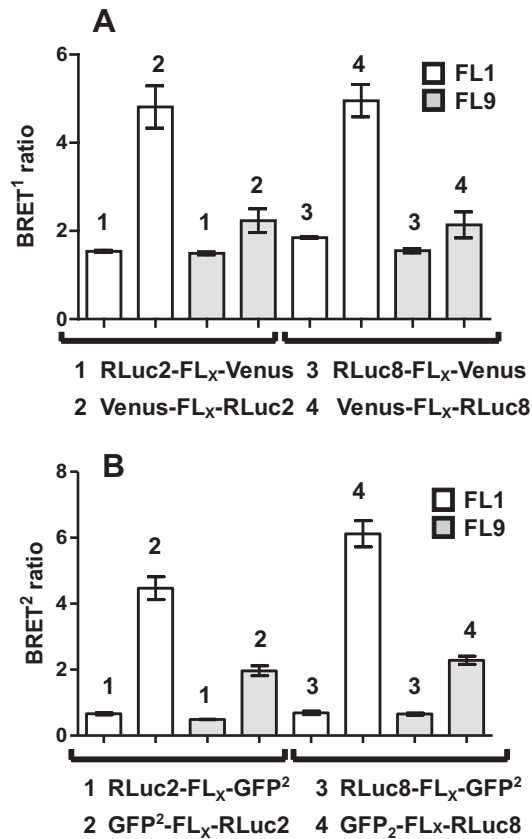 A
BRET¹ ratio
6
4
2
0
FL1
FL9
1
2
1
2
3
4
3
4
1 RLuc2-FLₓ-Venus 3 RLuc8-FLₓ-Venus
2 Venus-FLₓ-RLuc2 4 Venus-FLₓ-RLuc8
B
BRET² ratio
8
6
4
2
0
FL1
FL9
1
2
1
2
3
4
3
4
1 RLuc2-FLₓ-GFP² 3 RLuc8-FLₓ-GFP²
2 GFP²-FLₓ-RLuc2 4 GFP₂-FLₓ-RLuc8